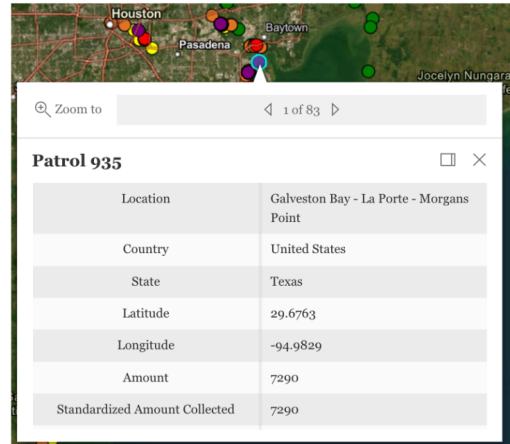 Houston
Baytown
Pasadena
Jocelyn Nungara
Zoom to
1 of 83
Patrol 935
Location Galveston Bay - La Porte - Morgans
Point
Country United States
State Texas
Latitude 29.6763
Longitude -94.9829
Amount 7290
Standardized Amount Collected 7290